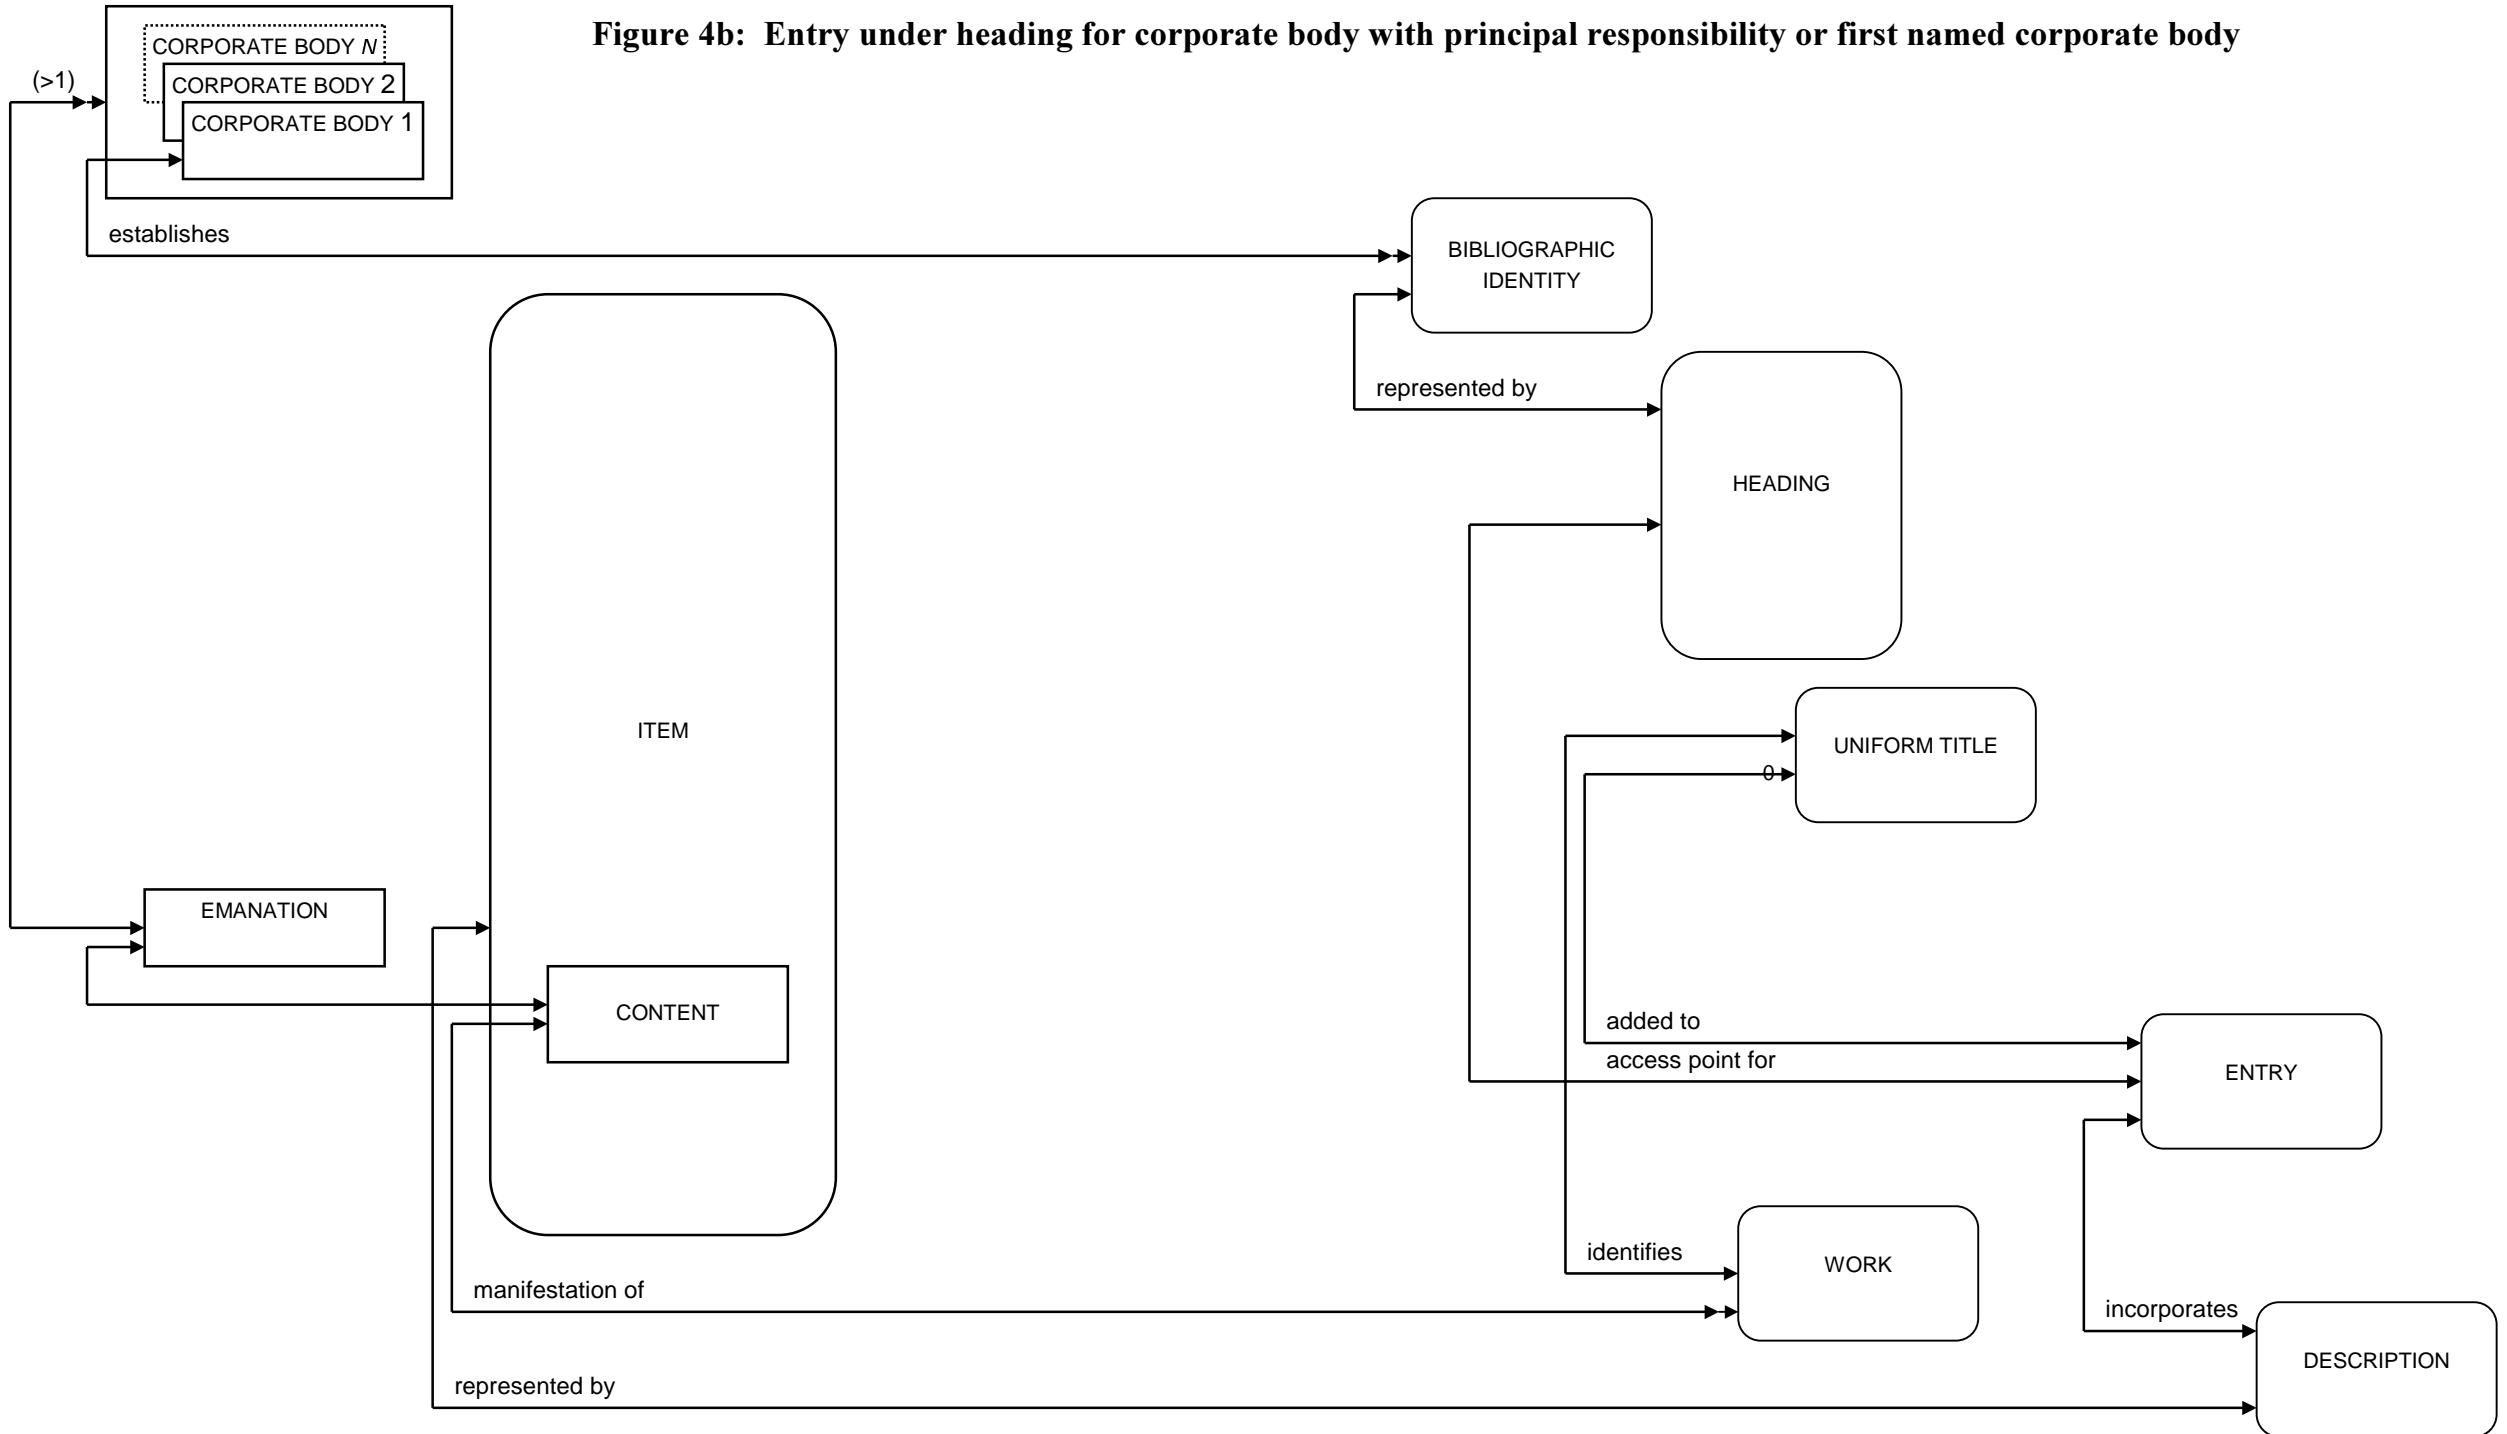 Figure 4b: Entry under heading for corporate body with principal responsibility or first named corporate body
CORPORATE BODY N
(>1)
CORPORATE BODY 2
CORPORATE BODY 1
establishes
BIBLIOGRAPHIC
IDENTITY
represented by
HEADING
ITEM
UNIFORM TITLE
0
EMANATION
CONTENT
added to
access point for
ENTRY
identifies
WORK
manifestation of
incorporates
DESCRIPTION
represented by